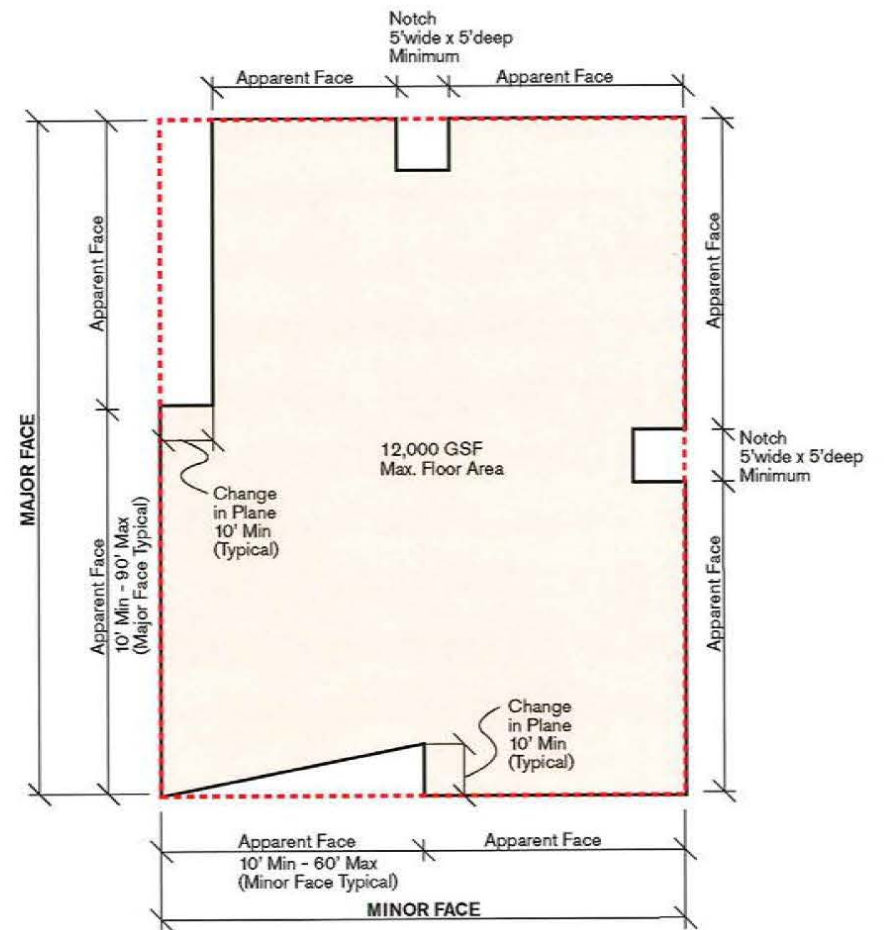 Notch
5'wide x 5'deep
Minimum
Apparent Face
Apparent Face
MAJOR FACE
Apparent Face
Apparent Face
10' Min - 90' Max
(Major Face Typical)
Change
in Plane
10' Min
(Typical)
12,000 GSF
Max. Floor Area
Apparent Face
Notch
5'wide x 5'deep
Minimum
Apparent Face
Change
in Plane
10' Min
(Typical)
Apparent Face
10' Min - 60' Max
(Minor Face Typical)
Apparent Face
MINOR FACE